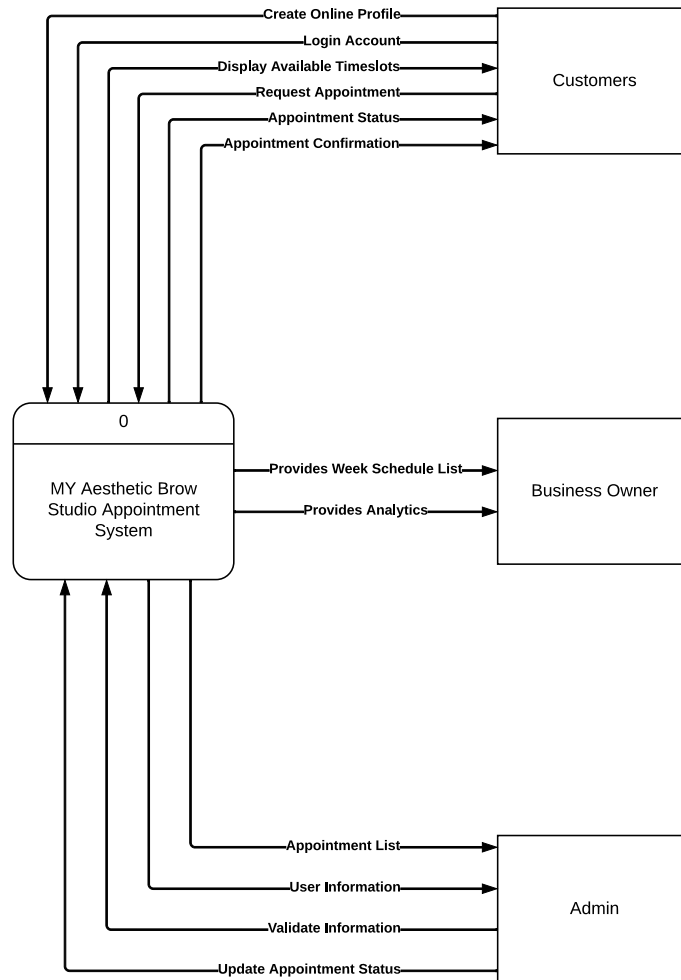 Create Online Profile
Login Account
Display Available Timeslots
Request Appointment
Appointment Status
Appointment Confirmation
Customers
0
MY Aesthetic Brow
Studio Appointment
System
Provides Week Schedule List
Provides Analytics
Business Owner
Appointment List
User Information
Validate Information
Update Appointment Status
Admin